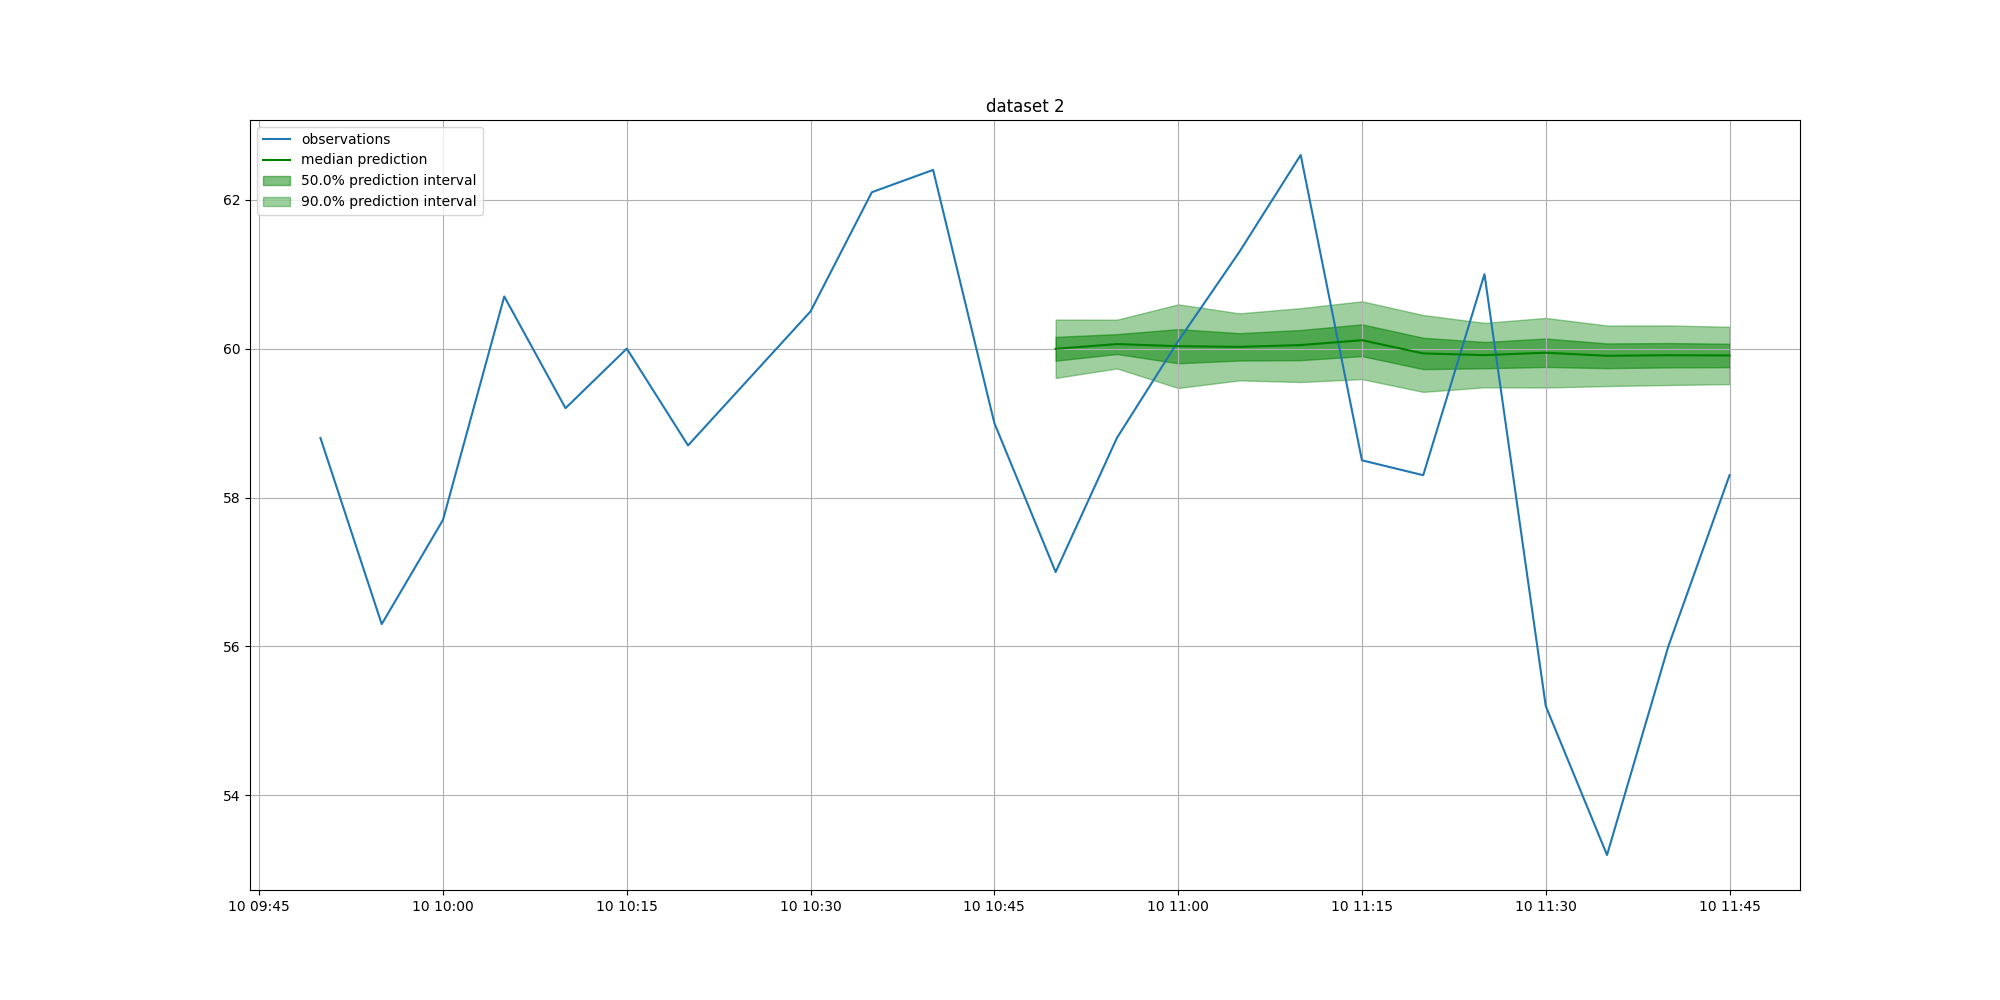 dataset 2
observations
median prediction
50.0% prediction interval
90.0% prediction interval
62
60
58
56
54
10 09:45 10 10:00 10 10:15 10 10:30 10 10:45 10 11:00 10 11:15 10 11:30 10 11:45